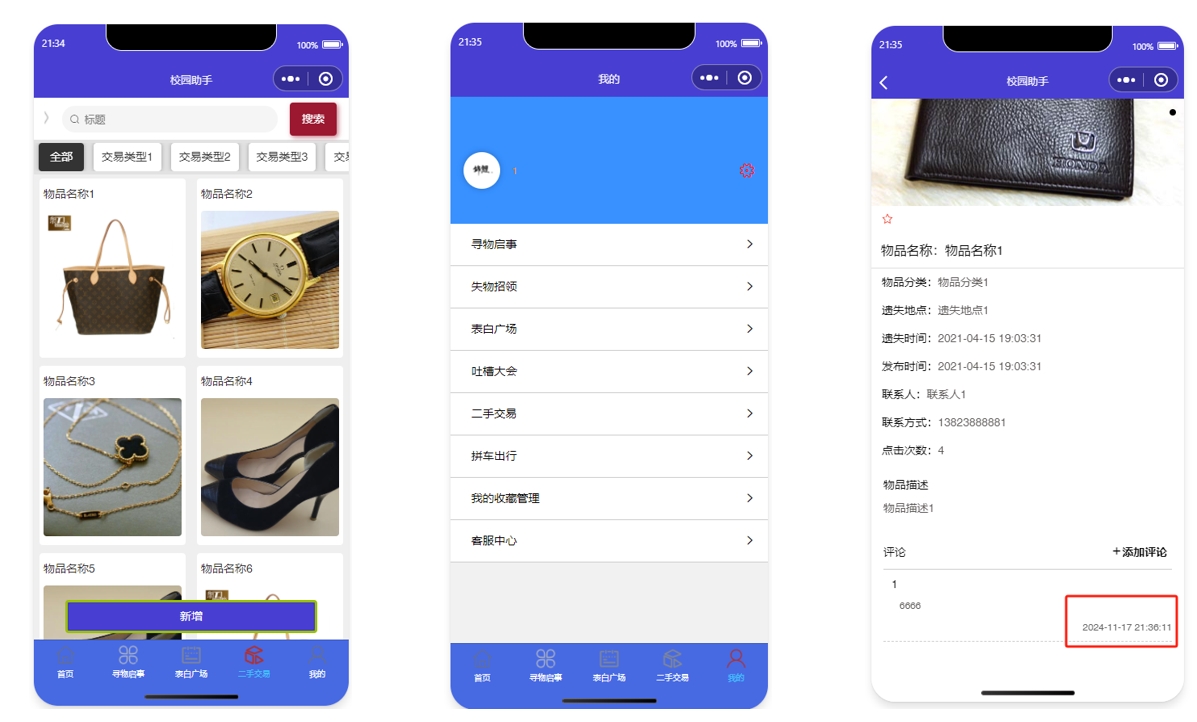 21:34
100%
校园助手
标题
搜索
全部
交易类型1
交易类型2
交易类型3
物品名称1
物品名称2
物品名称3
物品名称4
物品名称5
物品名称6
新增
首页
寻物启事
表白广场
二手交易
我的
21:35
100%
我的
1
寻物启事
失物招领
表白广场
吐槽大会
二手交易
拼车出行
我的收藏管理
客服中心
首页
寻物启事
表白广场
二手交易
我的
21:35
100%
校园助手
HONDA
物品名称：物品名称1
物品分类：物品分类1
遗失地点：遗失地点1
遗失时间：2021-04-15 19:03:31
发布时间：2021-04-15 19:03:31
联系人：联系人1
联系方式：13823888881
点击次数：4
物品描述
物品描述1
评论
+添加评论
1
6666
2024-11-17 21:36:11